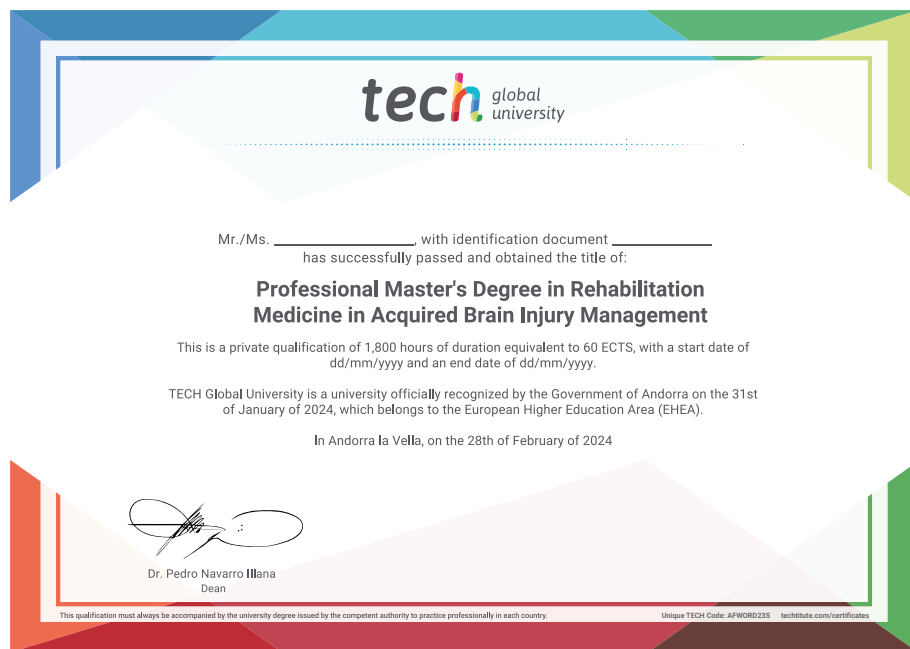 tech global
university
Mr./Ms. ____________, with identification document ____________
has successfully passed and obtained the title of:
Professional Master's Degree in Rehabilitation
Medicine in Acquired Brain Injury Management
This is a private qualification of 1,800 hours of duration equivalent to 60 ECTS, with a start date of
dd/mm/yyyy and an end date of dd/mm/yyyy.
TECH Global University is a university officially recognized by the Government of Andorra on the 31st
of January of 2024, which belongs to the European Higher Education Area (EHEA).
In Andorra la Vella, on the 28th of February of 2024
Dr. Pedro Navarro Illana
Dean
This qualification must always be accompanied by the university degree issued by the competent authority to practice professionally in each country.
Unique TECH Code: AFWORD23S techtitute.com/certificates